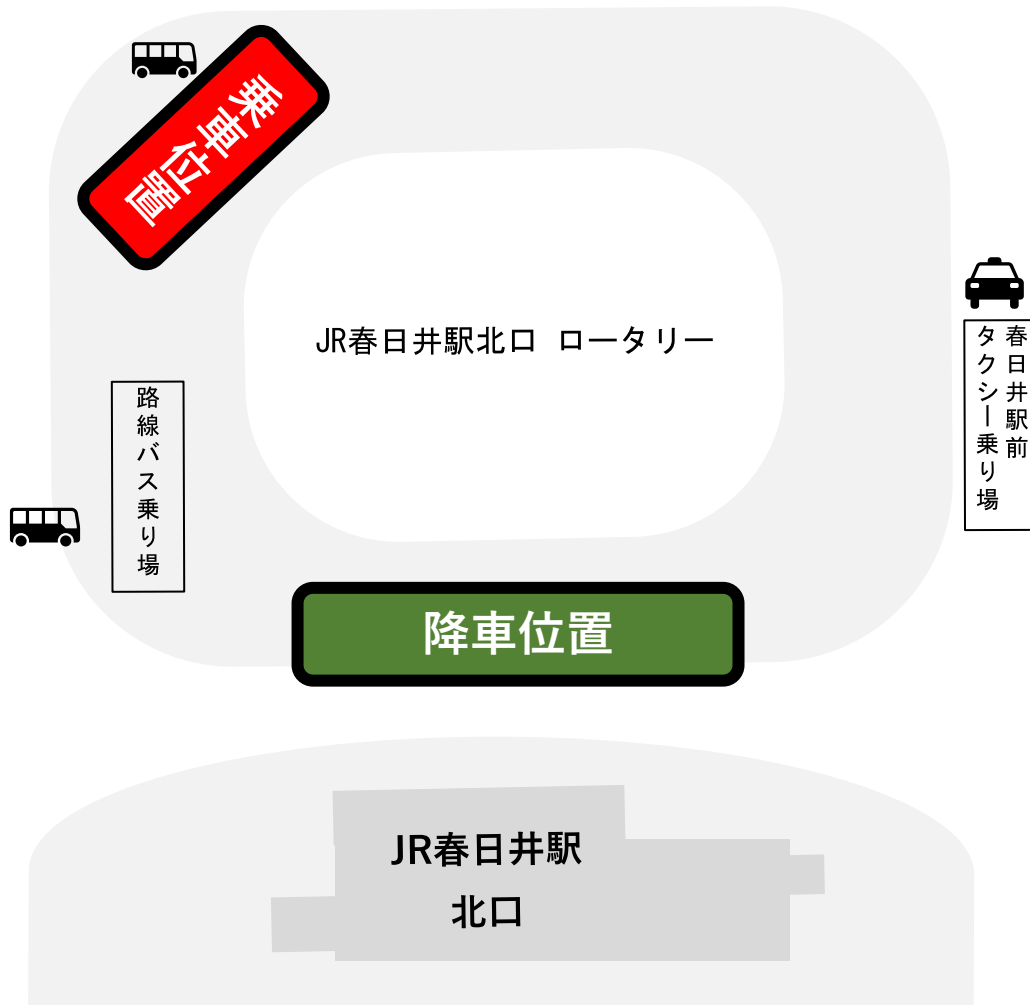 乗車位置
JR春日井駅北口 ロータリー
春日井駅前
タクシー乗り場
路線バス乗り場
降車位置
JR春日井駅
北口